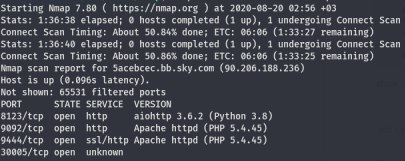 Starting Nmap 7.80 ( https://nmap.org ) at 2020-08-20 02:56 +03
Stats: 1:36:38 elapsed; 0 hosts completed (1 up), 1 undergoing Connect Scan
Connect Scan Timing: About 50.84% done; ETC: 06:06 (1:33:27 remaining)
Stats: 1:36:40 elapsed; 0 hosts completed (1 up), 1 undergoing Connect Scan
Connect Scan Timing: About 50.86% done; ETC: 06:06 (1:33:25 remaining)
Nmap scan report for 5acebcec.bb.sky.com (90.206.188.236)
Host is up (0.096s latency).
Not shown: 65531 filtered ports
PORT STATE SERVICE VERSION
8123/tcp open http aiohttp 3.6.2 (Python 3.8)
9092/tcp open http Apache httpd (PHP 5.4.45)
9444/tcp open ssl/http Apache httpd (PHP 5.4.45)
30005/tcp open unknown